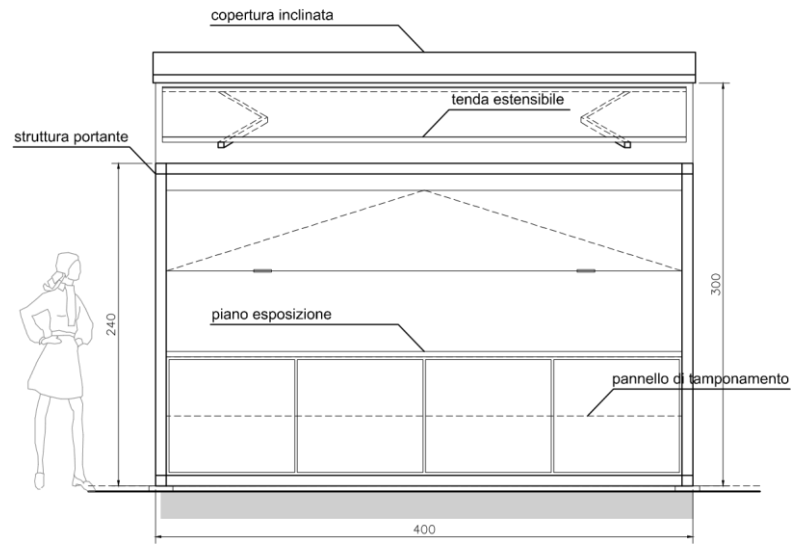 copertura inclinata
tenda estensibile
struttura portante
240
300
piano esposizione
pannello di tamponamento
400